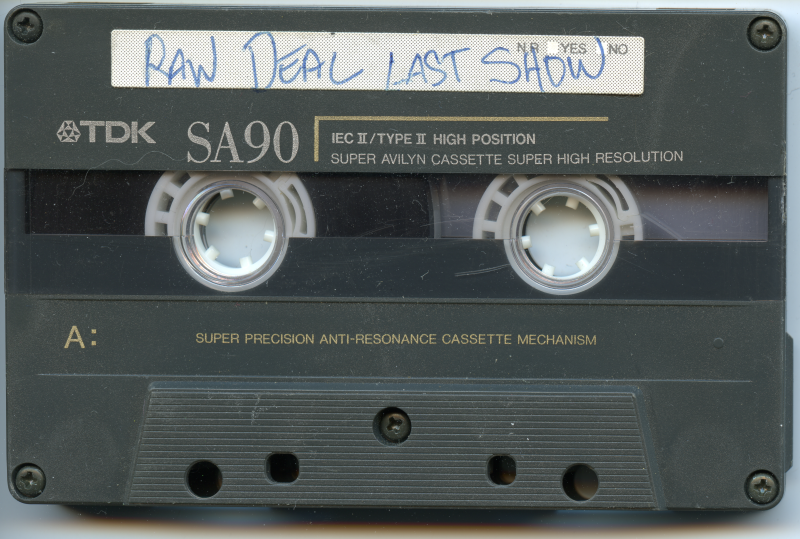 RAW DEAL LAST SHOW
N.R YES NO
TDK SA90
IEC II/TYPE II HIGH POSITION
SUPER AVILYN CASSETTE SUPER HIGH RESOLUTION
A:
SUPER PRECISION ANTI-RESONANCE CASSETTE MECHANISM